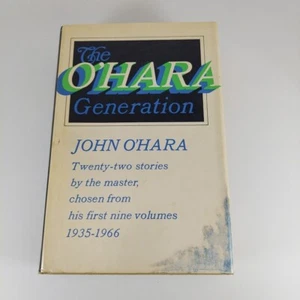 The
O'HARA
Generation
JOHN O'HARA
Twenty-two stories
by the master,
chosen from
his first nine volumes
1935-1966